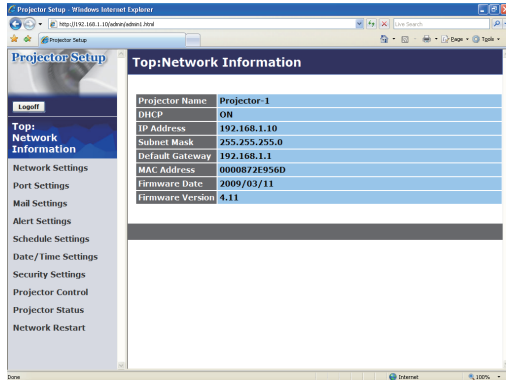 Projector Setup - Windows Internet Explorer
http://192.168.1.10/admin/admin1.html
Live Search
Projector Setup
Page
Tools
Projector Setup
Logoff
Top:
Network
Information
Network Settings
Port Settings
Mail Settings
Alert Settings
Schedule Settings
Date/Time Settings
Security Settings
Projector Control
Projector Status
Network Restart
Top:Network Information
Projector Name Projector-1
DHCP ON
IP Address 192.168.1.10
Subnet Mask 255.255.255.0
Default Gateway 192.168.1.1
MAC Address 0000872E956D
Firmware Date 2009/03/11
Firmware Version 4.11
Done
Internet
100%